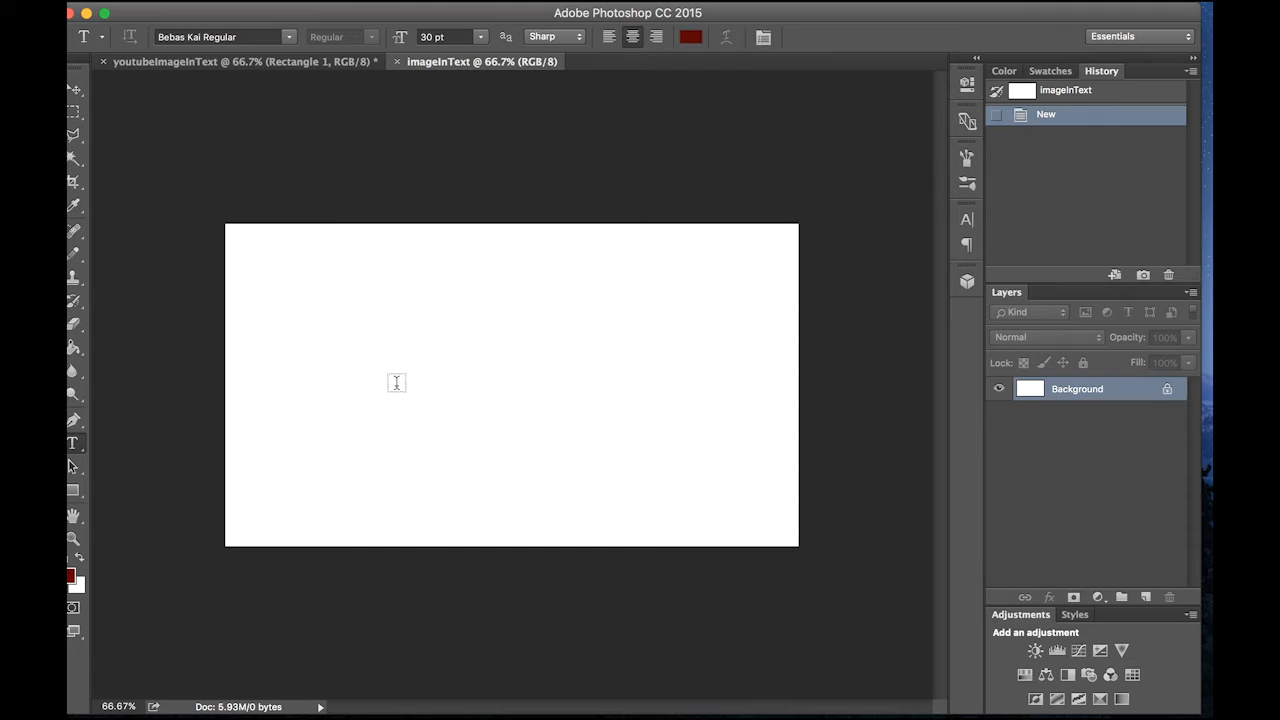 Adobe Photoshop CC 2015
T Bebas Kai Regular Regular 30 pt Sharp Essentials
youtubeImageInText @ 66.7% (Rectangle 1, RGB/8) * imageInText @ 66.7% (RGB/8)
Color Swatches History
imageInText
New
Layers
Kind
Normal Opacity: 100%
Lock: Fill: 100%
Background
Adjustments Styles
Add an adjustment
66.67% Doc: 5.93M/0 bytes